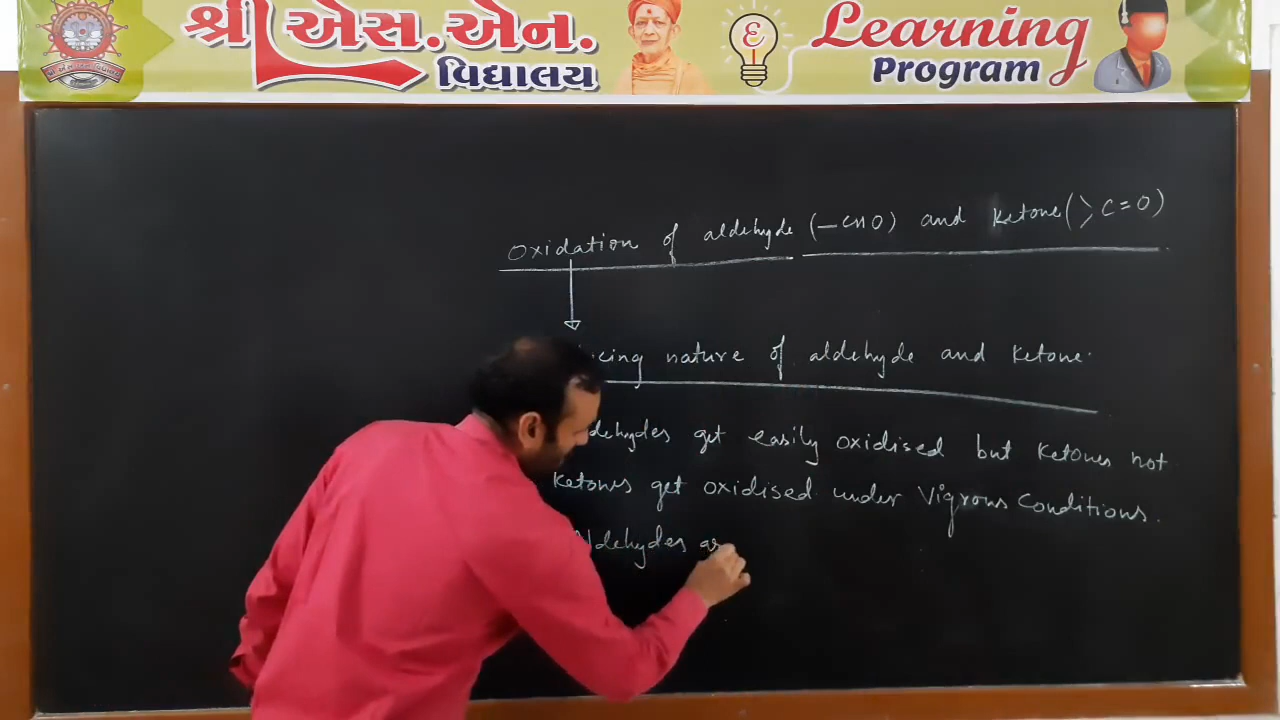 શ્રી એસ.એન. વિદ્યાલય
ε Learning Program
Oxidation of aldehyde (-CHO) and Ketone (> C=O)
nature of aldehyde and Ketone.
get easily oxidised but Ketones not
Ketones get oxidised under Vigrous Conditions.
Aldehydes